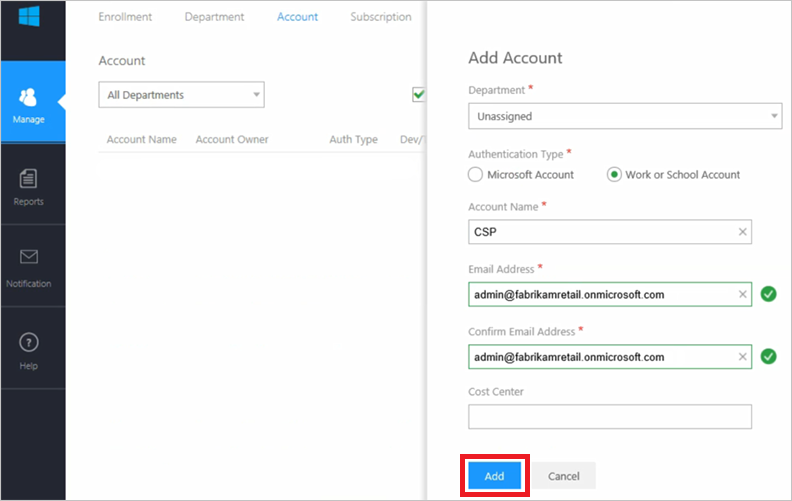 Enrollment Department Account Subscription
Account
All Departments
Account Name Account Owner Auth Type Dev/
Manage
Reports
Notification
Help
Add Account
Department *
Unassigned
Authentication Type *
Microsoft Account Work or School Account
Account Name *
CSP
Email Address *
admin@fabrikamretail.onmicrosoft.com
Confirm Email Address *
admin@fabrikamretail.onmicrosoft.com
Cost Center
Add Cancel